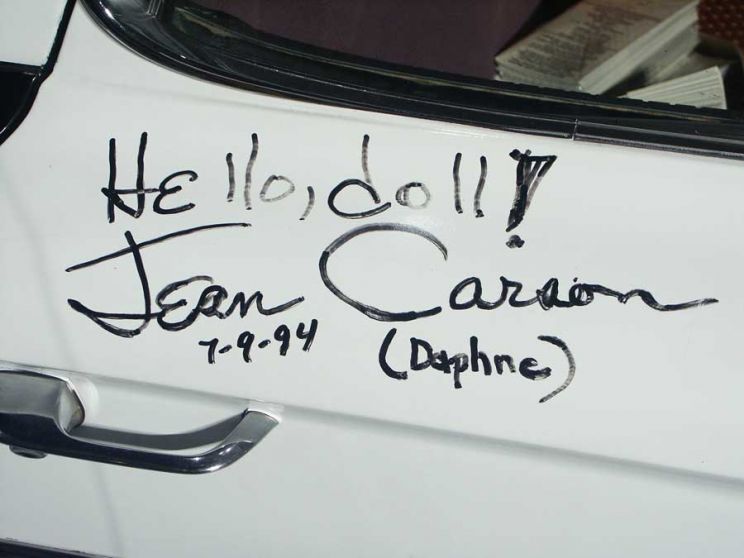 Hello, doll!
Jean Carson
7-9-94 (Daphne)